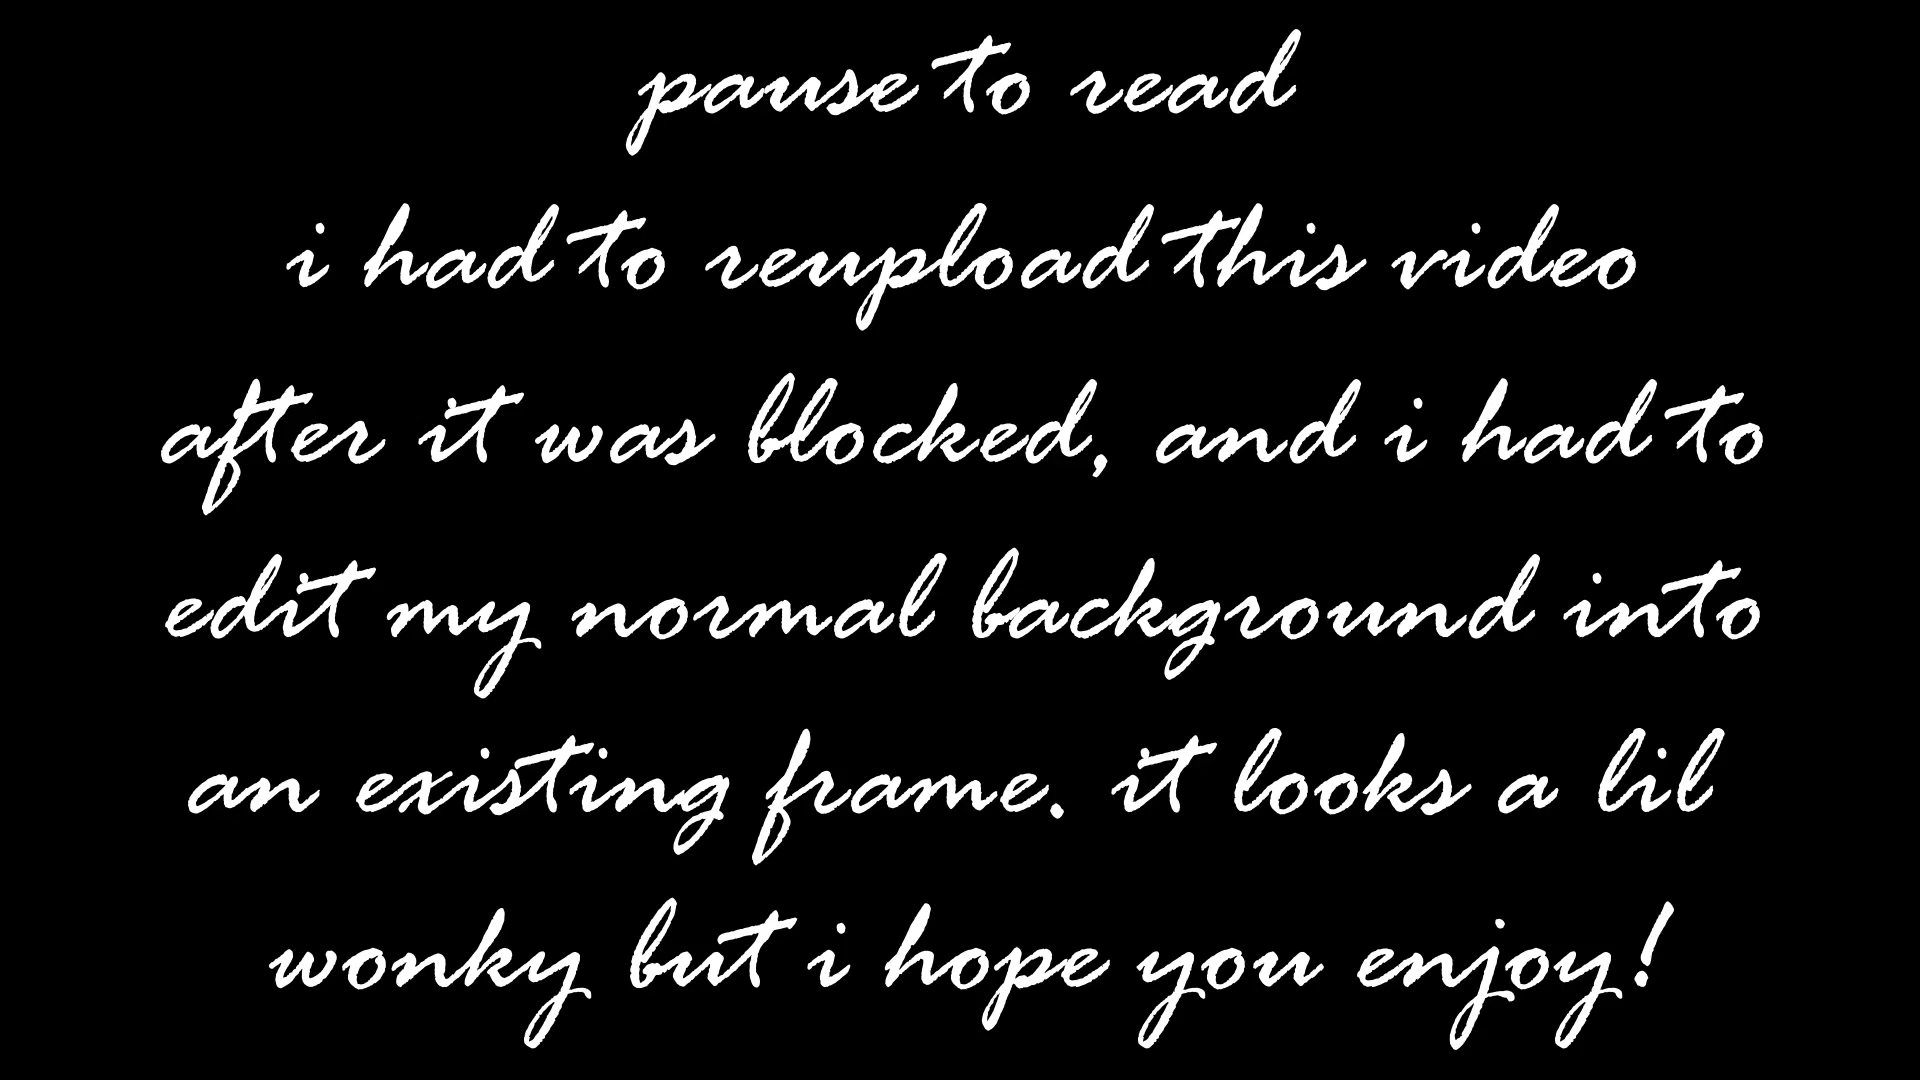 pause to read
i had to reupload this video
after it was blocked, and i had to
edit my normal background into
an existing frame. it looks a lil
wonky but i hope you enjoy!